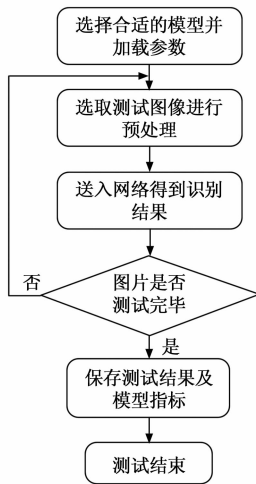 选择合适的模型并
加载参数
选取测试图像进行
预处理
送入网络得到识别
结果
否
图片是否
测试完毕
是
保存测试结果及
模型指标
测试结束